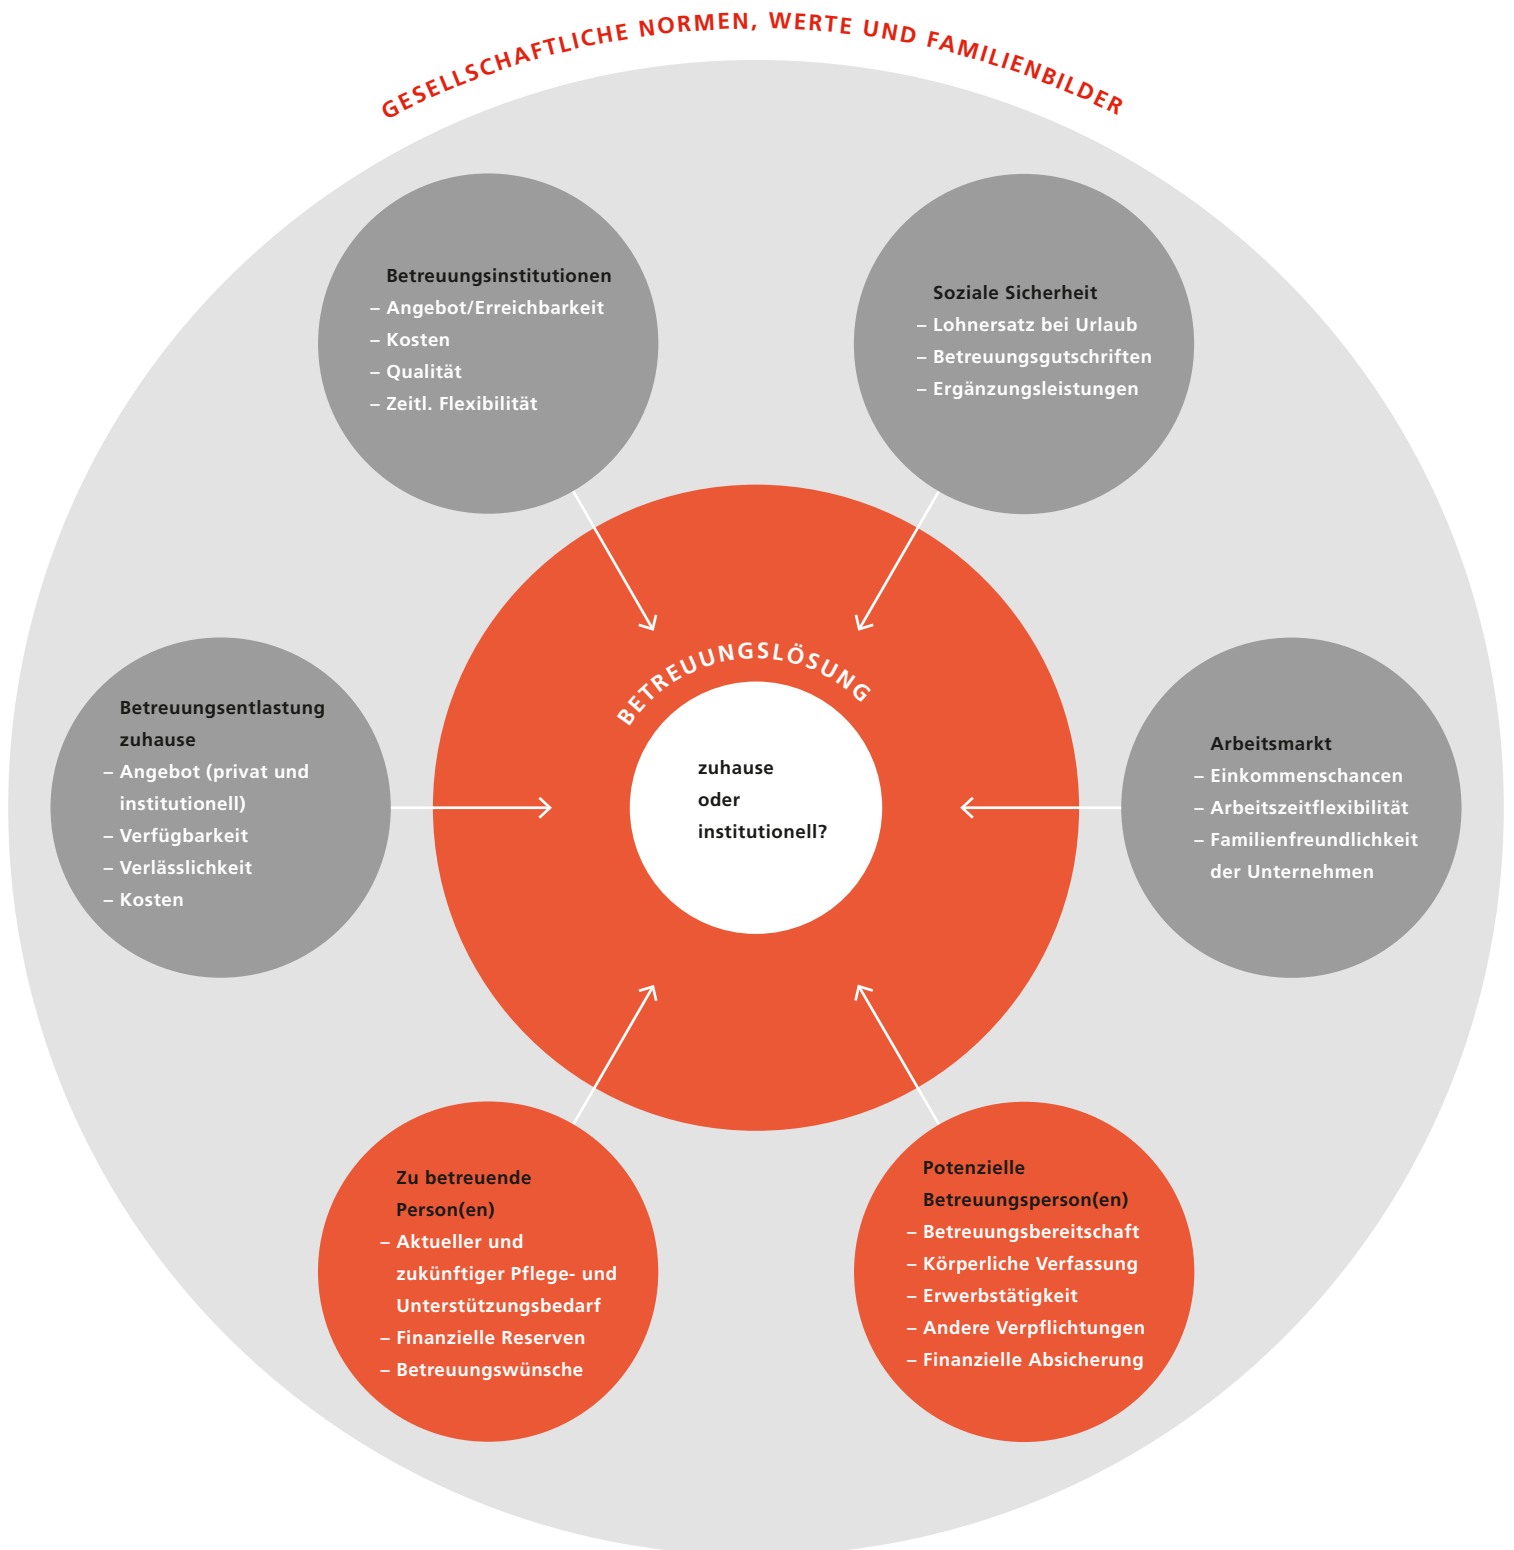 GESELLSCHAFTLICHE NORMEN, WERTE UND FAMILIENBILDER
Betreuungsinstitutionen
– Angebot/Erreichbarkeit
– Kosten
– Qualität
– Zeitl. Flexibilität
Soziale Sicherheit
– Lohnersatz bei Urlaub
– Betreuungsgutschriften
– Ergänzungsleistungen
BETREUUNGSLÖSUNG
zuhause
oder
institutionell?
Betreuungsentlastung
zuhause
– Angebot (privat und
institutionell)
– Verfügbarkeit
– Verlässlichkeit
– Kosten
Arbeitsmarkt
– Einkommenschancen
– Arbeitszeitflexibilität
– Familienfreundlichkeit
der Unternehmen
Zu betreuende
Person(en)
– Aktueller und
zukünftiger Pflege- und
Unterstützungsbedarf
– Finanzielle Reserven
– Betreuungswünsche
Potenzielle
Betreuungsperson(en)
– Betreuungsbereitschaft
– Körperliche Verfassung
– Erwerbstätigkeit
– Andere Verpflichtungen
– Finanzielle Absicherung